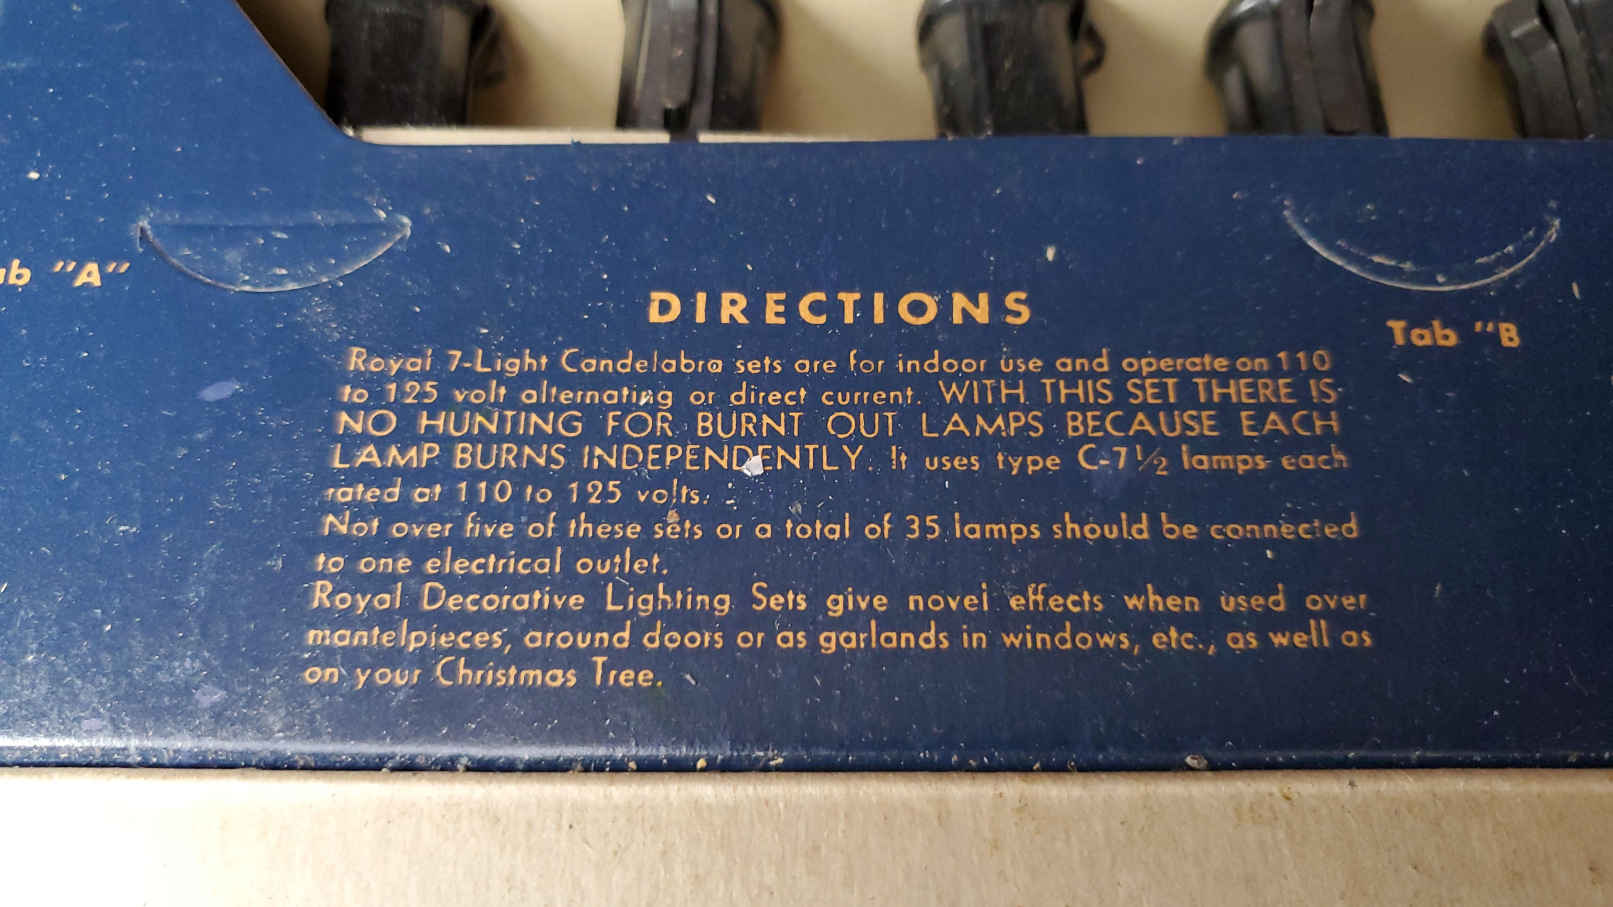 ab "A"
DIRECTIONS
Tab "B
Royal 7-Light Candelabra sets are for indoor use and operate on 110
to 125 volt alternating or direct current. WITH THIS SET THERE IS
NO HUNTING FOR BURNT OUT LAMPS BECAUSE EACH
LAMP BURNS INDEPENDENTLY. It uses type C-7½ lamps each
rated at 110 to 125 volts.
Not over five of these sets or a total of 35 lamps should be connected
to one electrical outlet.
Royal Decorative Lighting Sets give novel effects when used over
mantelpieces, around doors or as garlands in windows, etc., as well as
on your Christmas Tree.